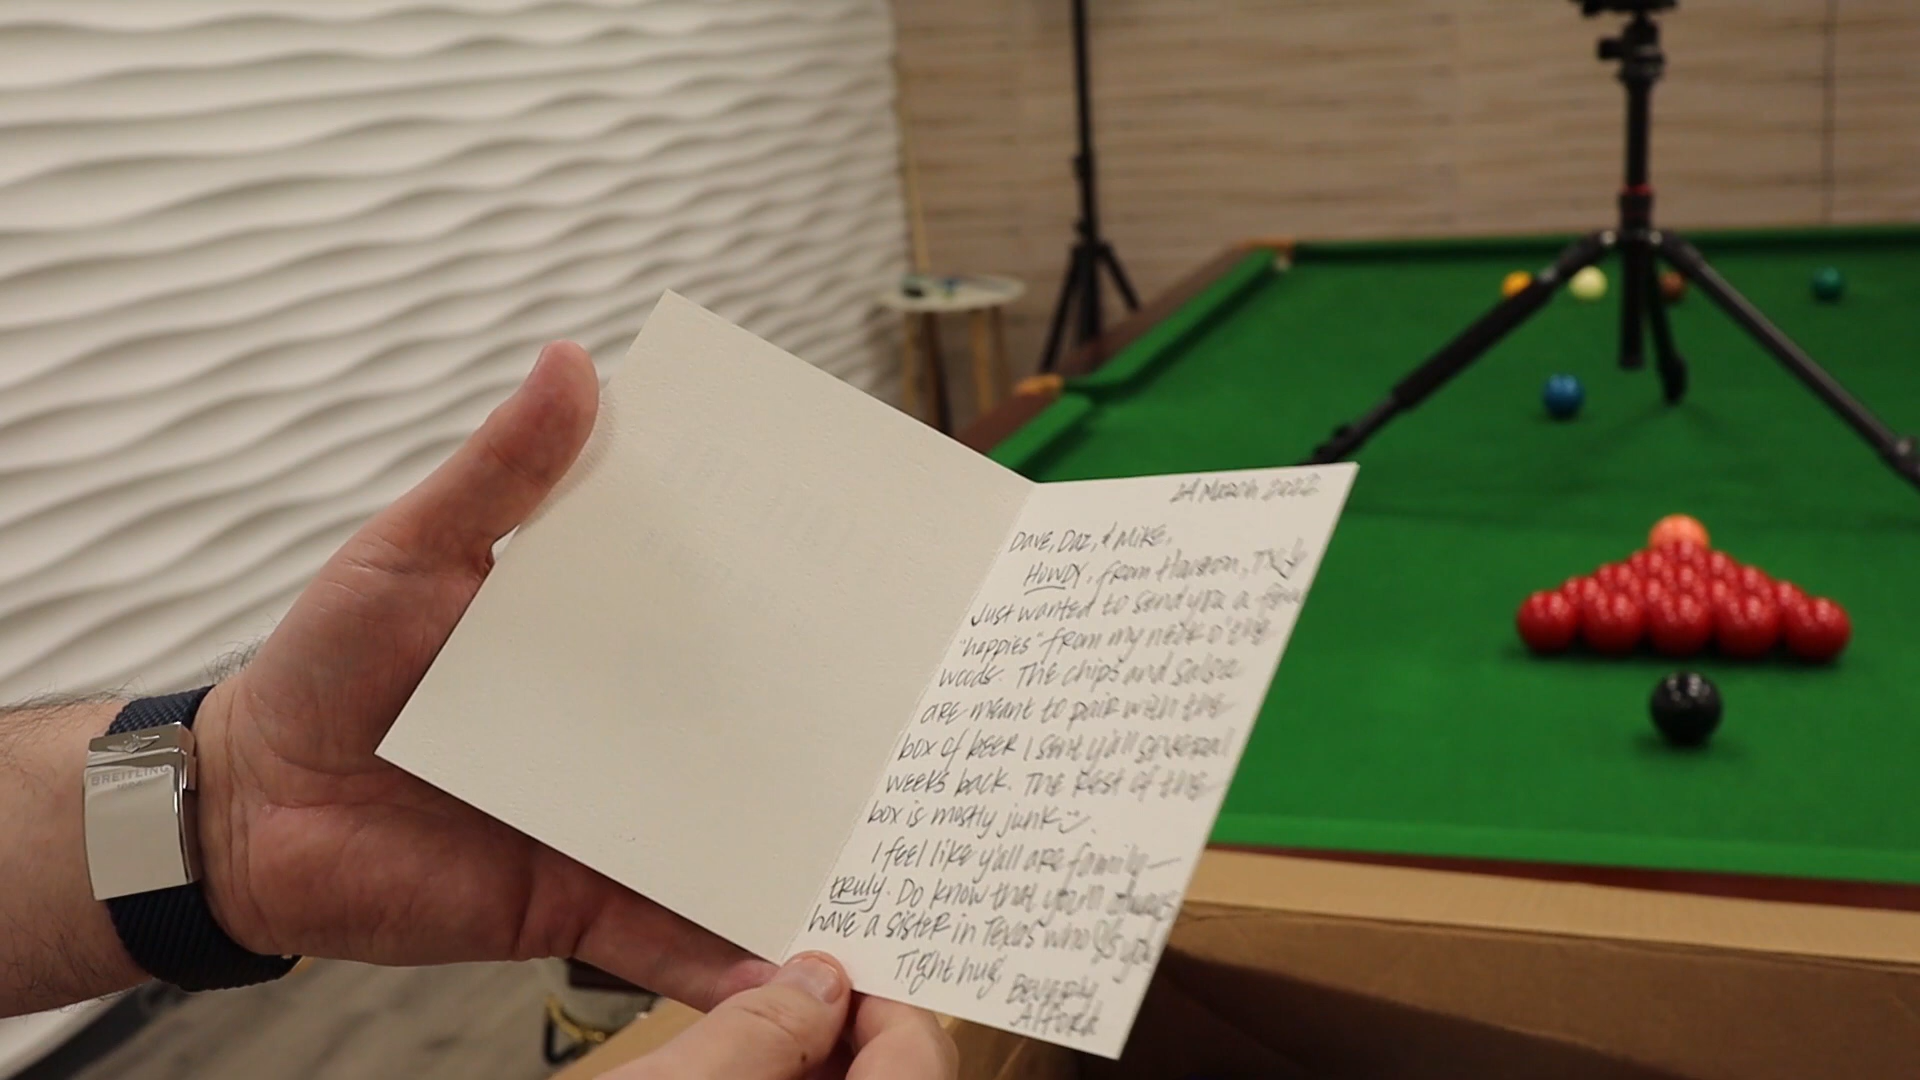 BREITLING
24 March 2022
Dave, Daz, & Mike,
Howdy, from Houston, TX!
Just wanted to send you a few
"happies" from my neck o' the
woods. The chips and salsa
are meant to pair with the
box of beer I sent y'all several
weeks back. The rest of the
box is mostly junk
I feel like y'all are family—
truly. Do know that you'll always
have a sister in Texas who you
Tight hug,
Beverly
Alford